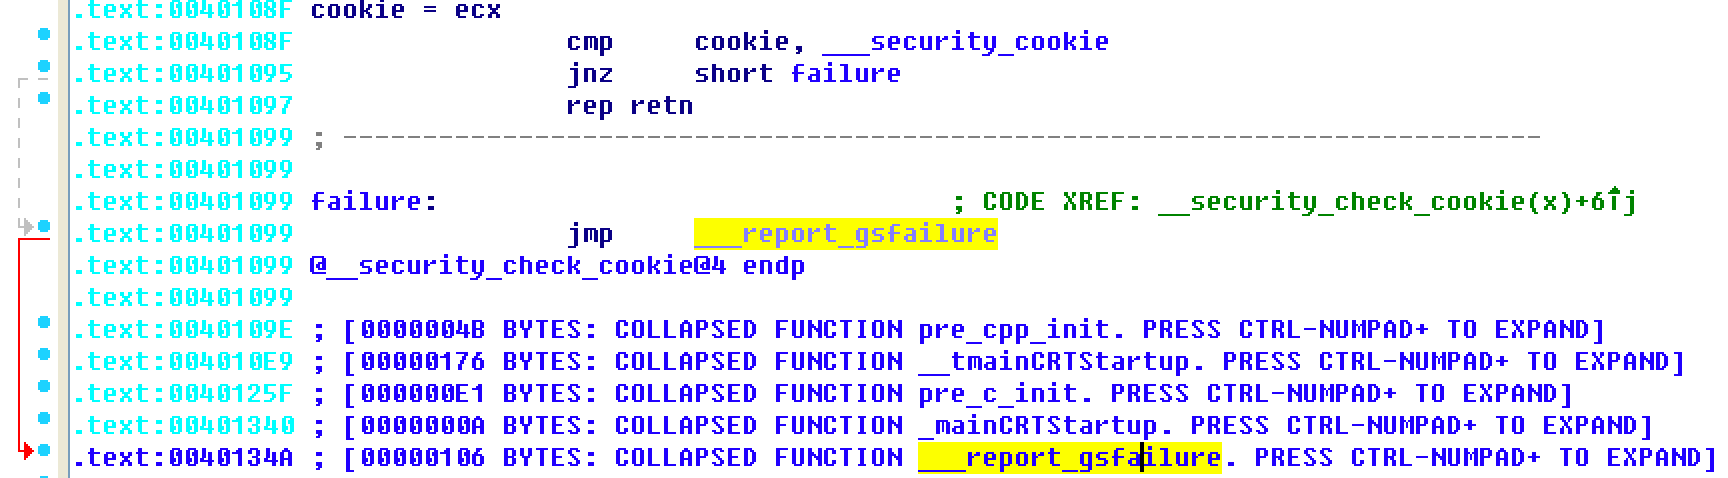 .text:0040108F cookie = ecx
.text:0040108F cmp cookie, ___security_cookie
.text:00401095 jnz short failure
.text:00401097 rep retn
.text:00401099 ; ---------------------------------------------------------------------------
.text:00401099
.text:00401099 failure: ; CODE XREF: __security_check_cookie(x)+6↑j
.text:00401099 jmp ___report_gsfailure
.text:00401099 @__security_check_cookie@4 endp
.text:00401099
.text:0040109E ; [0000004B BYTES: COLLAPSED FUNCTION pre_cpp_init. PRESS CTRL-NUMPAD+ TO EXPAND]
.text:004010E9 ; [00000176 BYTES: COLLAPSED FUNCTION __tmainCRTStartup. PRESS CTRL-NUMPAD+ TO EXPAND]
.text:0040125F ; [000000E1 BYTES: COLLAPSED FUNCTION pre_c_init. PRESS CTRL-NUMPAD+ TO EXPAND]
.text:00401340 ; [0000000A BYTES: COLLAPSED FUNCTION _mainCRTStartup. PRESS CTRL-NUMPAD+ TO EXPAND]
.text:0040134A ; [00000106 BYTES: COLLAPSED FUNCTION ___report_gsfailure. PRESS CTRL-NUMPAD+ TO EXPAND]